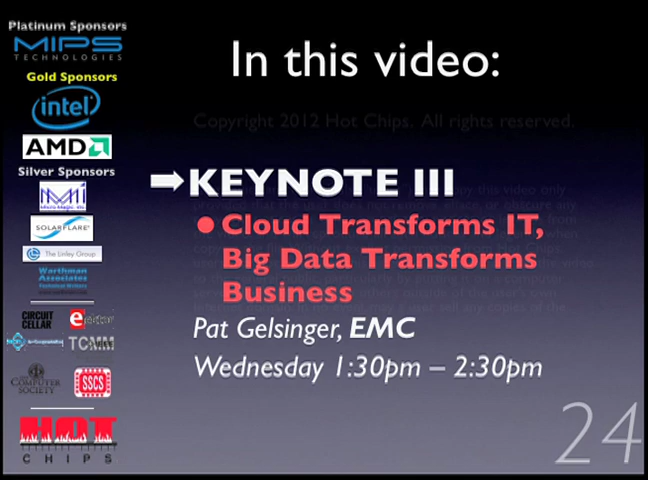 Platinum Sponsors
MIPS
TECHNOLOGIES
Gold Sponsors
intel
AMD
Silver Sponsors
SOLARFLARE
The Linley Group
Worthman
Associates
CIRCUIT
CELLAR
elektor
TCMM
COMPUTER
SOCIETY
SSCS
HOT
CHIPS
In this video:
Copyright 2012 Hot Chips. All rights reserved.
KEYNOTE III
Cloud Transforms IT,
Big Data Transforms
Business
Pat Gelsinger, EMC
Wednesday 1:30pm – 2:30pm
24